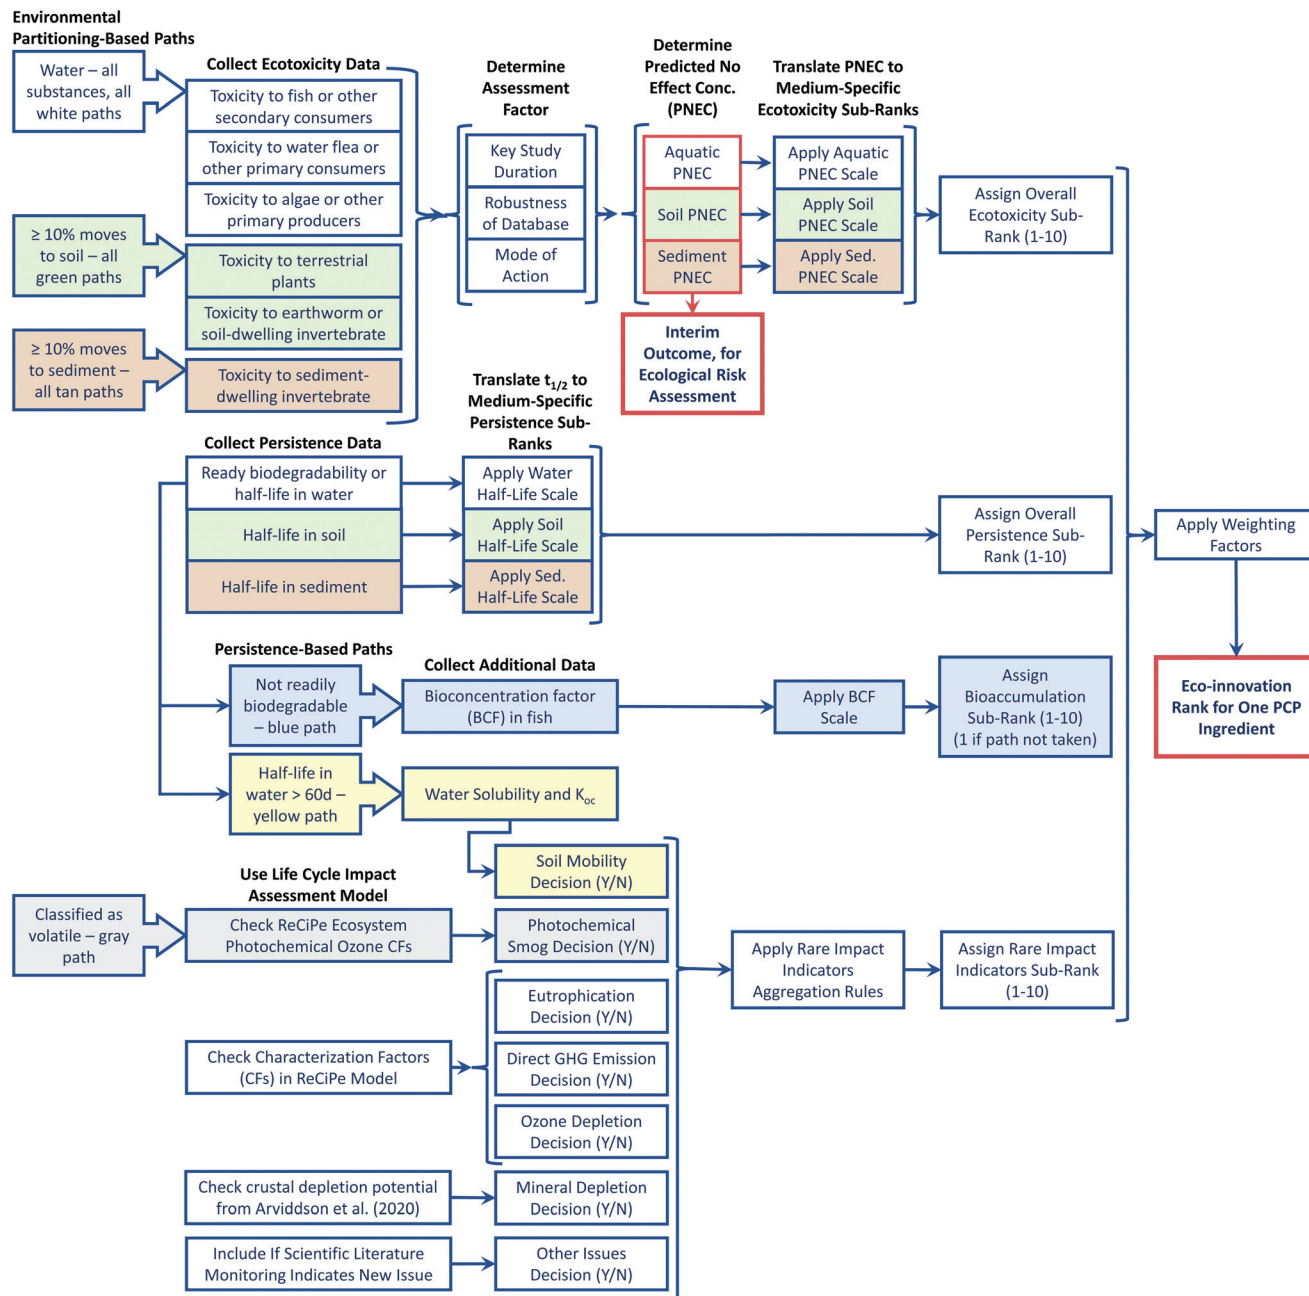 Environmental
Partitioning-Based Paths
Water – all
substances, all
white paths
≥ 10% moves
to soil – all
green paths
≥ 10% moves
to sediment –
all tan paths
Collect Ecotoxicity Data
Toxicity to fish or other
secondary consumers
Toxicity to water flea or
other primary consumers
Toxicity to algae or other
primary producers
Toxicity to terrestrial
plants
Toxicity to earthworm or
soil-dwelling invertebrate
Toxicity to sediment-
dwelling invertebrate
Determine
Assessment
Factor
Key Study
Duration
Robustness
of Database
Mode of
Action
Determine
Predicted No
Effect Conc.
(PNEC)
Aquatic
PNEC
Soil PNEC
Sediment
PNEC
Interim
Outcome, for
Ecological Risk
Assessment
Translate PNEC to
Medium-Specific
Ecotoxicity Sub-Ranks
Apply Aquatic
PNEC Scale
Apply Soil
PNEC Scale
Apply Sed.
PNEC Scale
Assign Overall
Ecotoxicity Sub-
Rank (1-10)
Collect Persistence Data
Ready biodegradability or
half-life in water
Half-life in soil
Half-life in sediment
Translate t1/2 to
Medium-Specific
Persistence Sub-
Ranks
Apply Water
Half-Life Scale
Apply Soil
Half-Life Scale
Apply Sed.
Half-Life Scale
Assign Overall
Persistence Sub-
Rank (1-10)
Apply Weighting
Factors
Eco-innovation
Rank for One PCP
Ingredient
Persistence-Based Paths
Not readily
biodegradable
– blue path
Half-life in
water > 60d –
yellow path
Collect Additional Data
Bioconcentration factor
(BCF) in fish
Water Solubility and Koc
Apply BCF
Scale
Assign
Bioaccumulation
Sub-Rank (1-10)
(1 if path not taken)
Soil Mobility
Decision (Y/N)
Classified as
volatile – gray
path
Use Life Cycle Impact
Assessment Model
Check ReCiPe Ecosystem
Photochemical Ozone CFs
Photochemical
Smog Decision (Y/N)
Check Characterization Factors
(CFs) in ReCiPe Model
Eutrophication
Decision (Y/N)
Direct GHG Emission
Decision (Y/N)
Ozone Depletion
Decision (Y/N)
Check crustal depletion potential
from Arviddson et al. (2020)
Mineral Depletion
Decision (Y/N)
Include If Scientific Literature
Monitoring Indicates New Issue
Other Issues
Decision (Y/N)
Apply Rare Impact
Indicators
Aggregation Rules
Assign Rare Impact
Indicators Sub-Rank
(1-10)